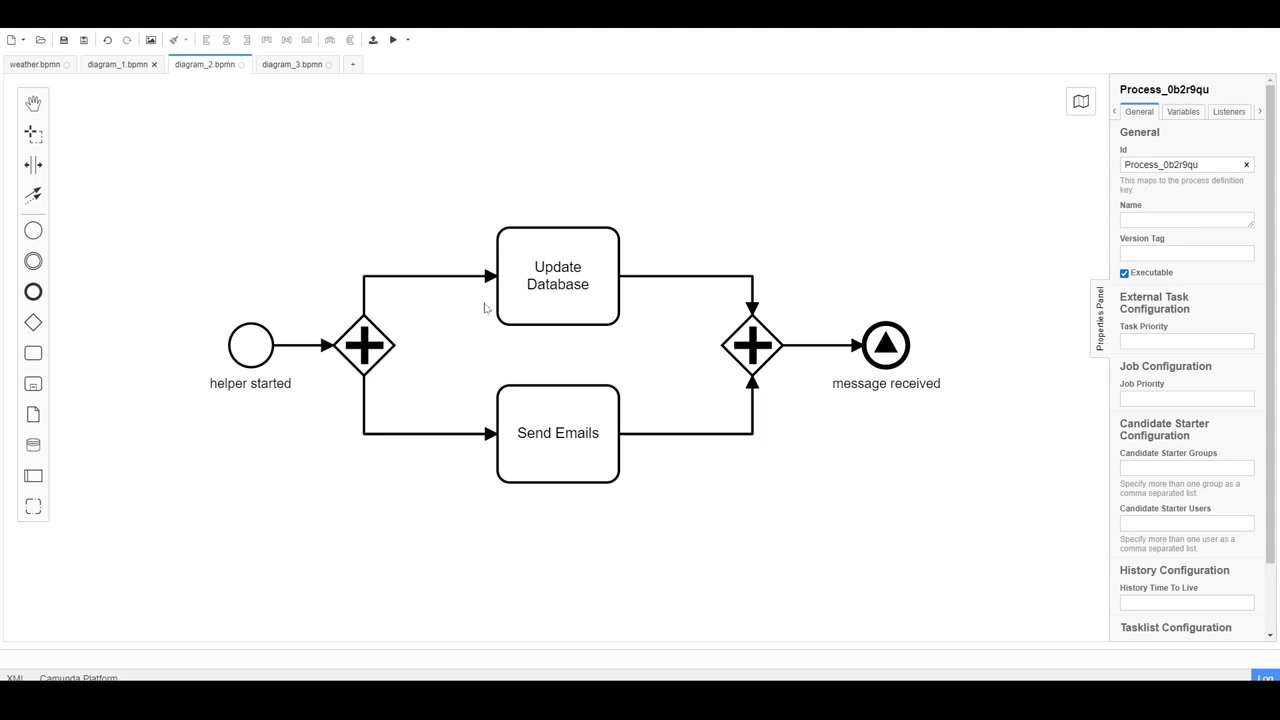 weather.bpmn
diagram_1.bpmn
diagram_2.bpmn
diagram_3.bpmn
+
Process_0b2r9qu
General
Variables
Listeners
General
Id
Process_0b2r9qu
This maps to the process definition
key.
Name
Version Tag
Executable
External Task
Configuration
Task Priority
Job Configuration
Job Priority
Candidate Starter
Configuration
Candidate Starter Groups
Specify more than one group as a
comma separated list.
Candidate Starter Users
Specify more than one user as a
comma separated list.
History Configuration
History Time To Live
Tasklist Configuration
Properties Panel
Update
Database
helper started
message received
Send Emails
XML
Camunda Platform
Log